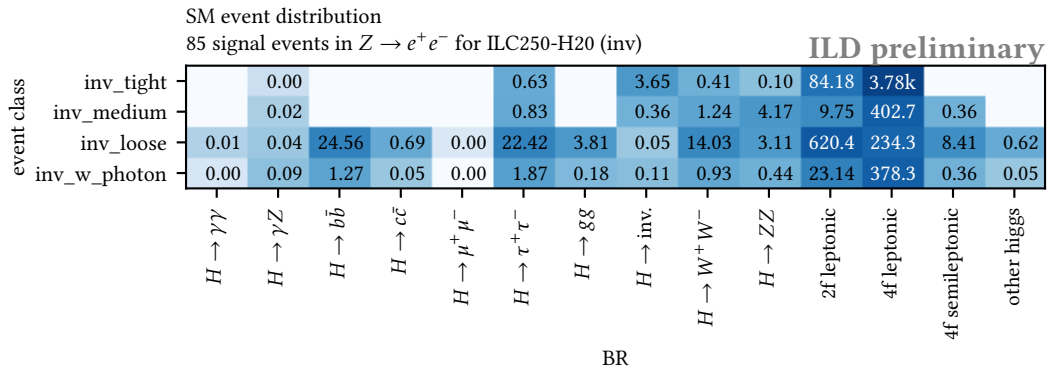 SM event distribution
85 signal events in Z → e⁺e⁻ for ILC250-H20 (inv)
ILD preliminary
event class
inv_tight 0.00 0.63 3.65 0.41 0.10 84.18 3.78k
inv_medium 0.02 0.83 0.36 1.24 4.17 9.75 402.7 0.36
inv_loose 0.01 0.04 24.56 0.69 0.00 22.42 3.81 0.05 14.03 3.11 620.4 234.3 8.41 0.62
inv_w_photon 0.00 0.09 1.27 0.05 0.00 1.87 0.18 0.11 0.93 0.44 23.14 378.3 0.36 0.05
H → γγ
H → γZ
H → bb̄
H → cc̄
H → μ⁺μ⁻
H → τ⁺τ⁻
H → gg
H → inv.
H → W⁺W⁻
H → ZZ
2f leptonic
4f leptonic
4f semileptonic
other higgs
BR